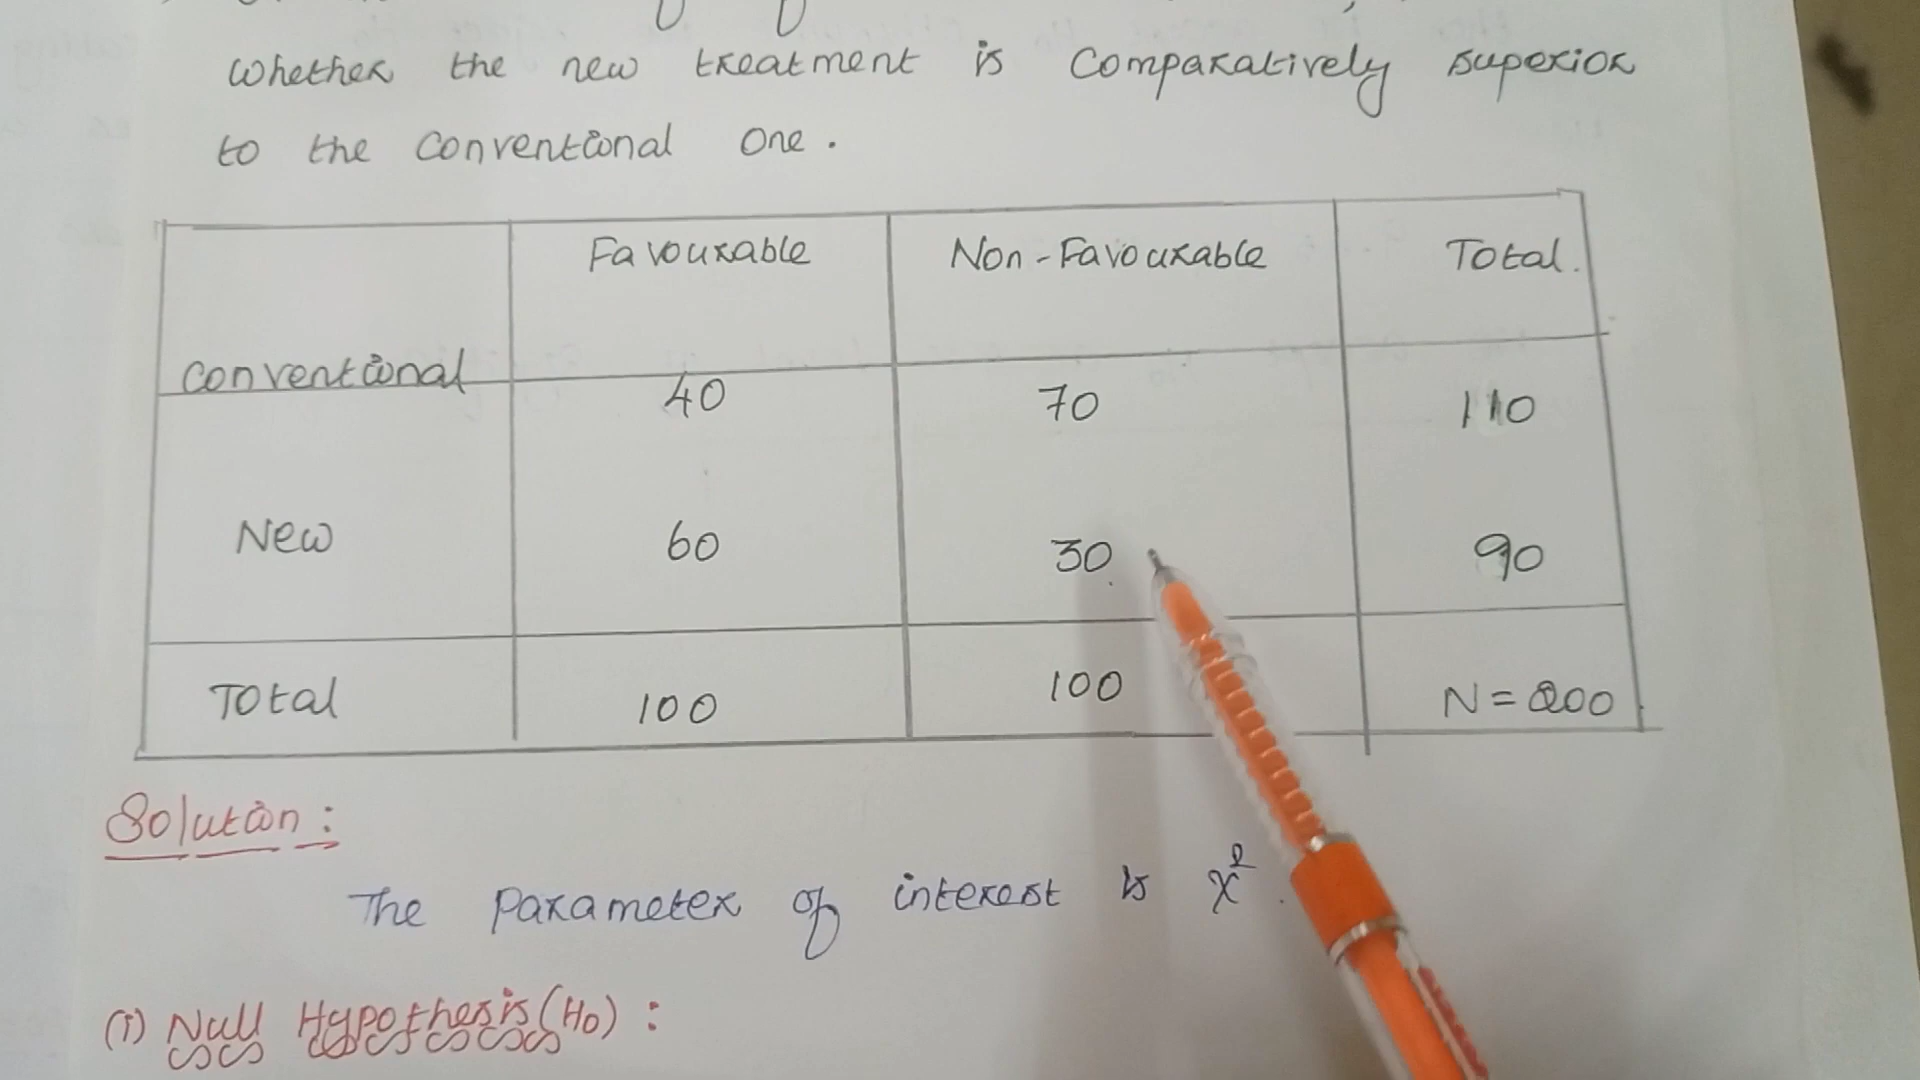 whether the new treatment is comparatively superior
to the conventional one.
Favourable Non-Favourable Total.
conventional 40 70 110
New 60 30 90
Total 100 100 N=200
Solution:
The parameter of interest is χ².
(i) Null Hypothesis (H0):